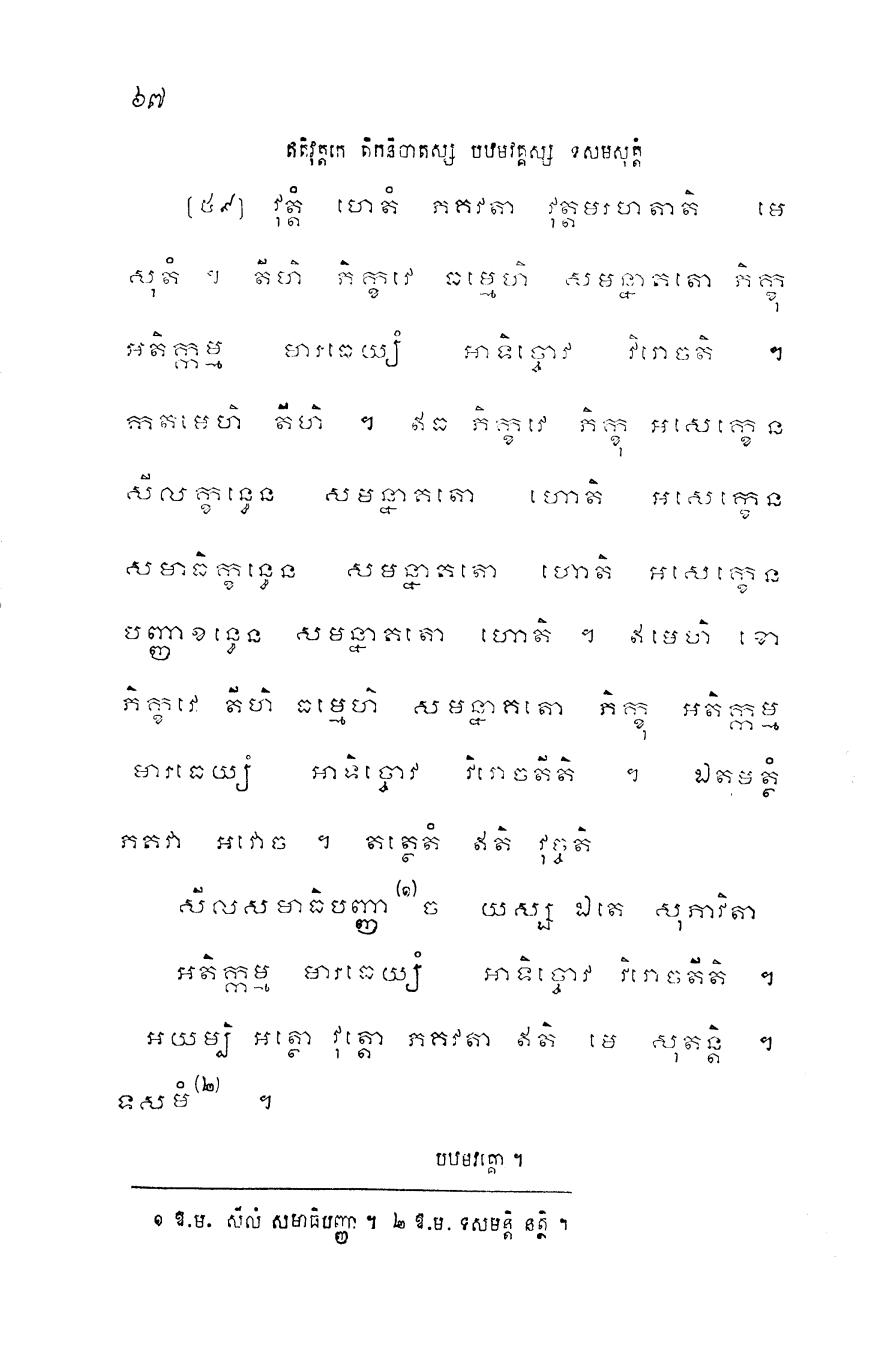 ៦៧
ឥតិវុត្តកេ តិកនិបាតស្ស បឋមវគ្គស្ស ទសមសុត្តំ
(៥៩) វុត្តំ ហេតំ ភគវតា វុត្តមរហតាតិ មេ
សុតំ ។ តីហិ ភិក្ខវេ ធម្មេហិ សមន្នាគតោ ភិក្ខុ
អតិក្កម្ម មារធេយ្យំ អាទិច្ចោវ វិរោចតិ ។
កតមេហិ តីហិ ។ ឥធ ភិក្ខវេ ភិក្ខុ អសេក្ខេន
សីលក្ខន្ធេន សមន្នាគតោ ហោតិ អសេក្ខេន
សមាធិក្ខន្ធេន សមន្នាគតោ ហោតិ អសេក្ខេន
បញ្ញាខន្ធេន សមន្នាគតោ ហោតិ ។ ឥមេហិ ខោ
ភិក្ខវេ តីហិ ធម្មេហិ សមន្នាគតោ ភិក្ខុ អតិក្កម្ម
មារធេយ្យំ អាទិច្ចោវ វិរោចតីតិ ។ ឯតមត្ថំ
ភគវា អវោច ។ តត្ថេតំ ឥតិ វុច្ចតិ
សីលសមាធិបញ្ញា(១) ច យស្ស ឯតេ សុភាវិតា
អតិក្កម្ម មារធេយ្យំ អាទិច្ចោវ វិរោចតីតិ ។
អយម្បិ អត្ថោ វុត្តោ ភគវតា ឥតិ មេ សុតន្តិ ។
ទសមំ(២) ។
បឋមវគ្គោ ។
១ ឱ.ម. សីលំ សមាធិបញ្ញា ។ ២ ឱ.ម. ទសមន្តិ នត្ថិ ។